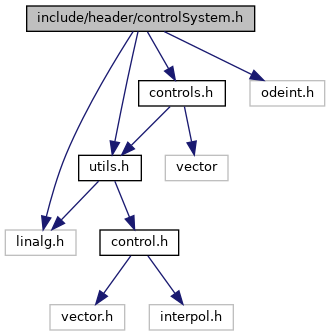 include/header/controlSystem.h
controls.h
odeint.h
utils.h
vector
linalg.h
control.h
vector.h
interpol.h